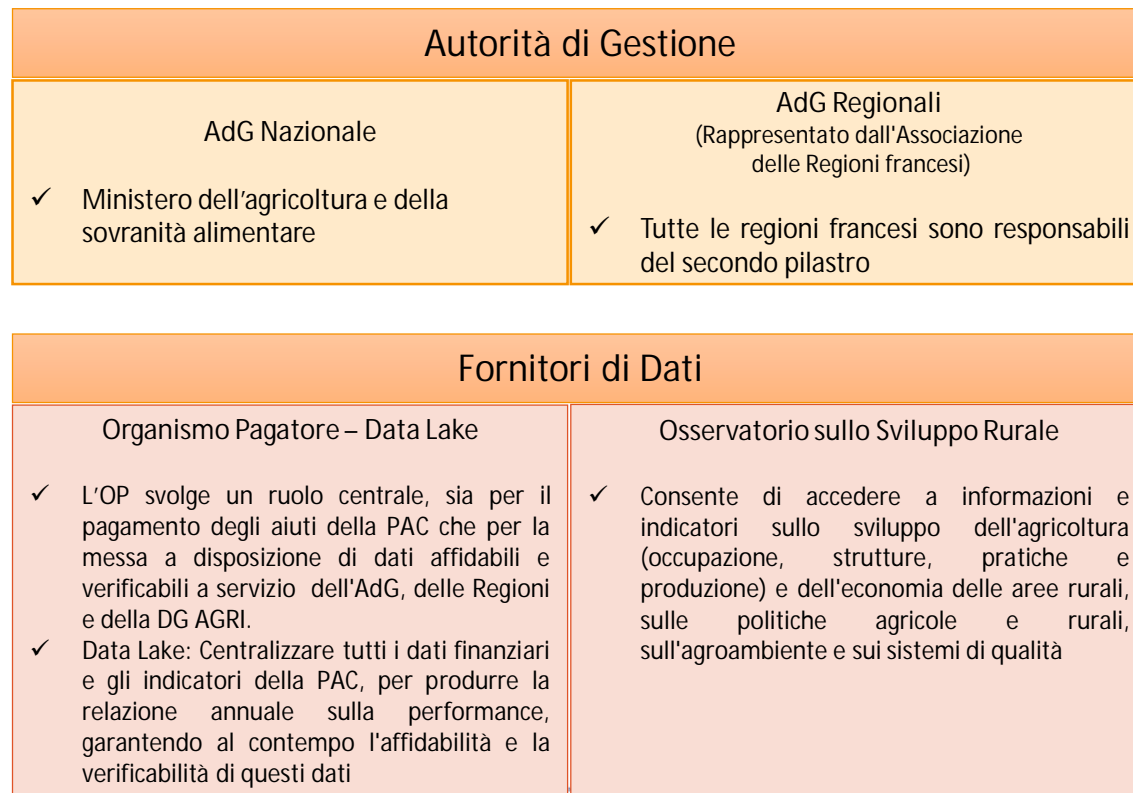 Autorità di Gestione
AdG Nazionale
✓ Ministero dell’agricoltura e della
sovranità alimentare
AdG Regionali
(Rappresentato dall'Associazione
delle Regioni francesi)
✓ Tutte le regioni francesi sono responsabili
del secondo pilastro
Fornitori di Dati
Organismo Pagatore – Data Lake
✓ L’OP svolge un ruolo centrale, sia per il
pagamento degli aiuti della PAC che per la
messa a disposizione di dati affidabili e
verificabili a servizio dell'AdG, delle Regioni
e della DG AGRI.
✓ Data Lake: Centralizzare tutti i dati finanziari
e gli indicatori della PAC, per produrre la
relazione annuale sulla performance,
garantendo al contempo l'affidabilità e la
verificabilità di questi dati
Osservatorio sullo Sviluppo Rurale
✓ Consente di accedere a informazioni e
indicatori sullo sviluppo dell'agricoltura
(occupazione, strutture, pratiche e
produzione) e dell'economia delle aree rurali,
sulle politiche agricole e rurali,
sull'agroambiente e sui sistemi di qualità